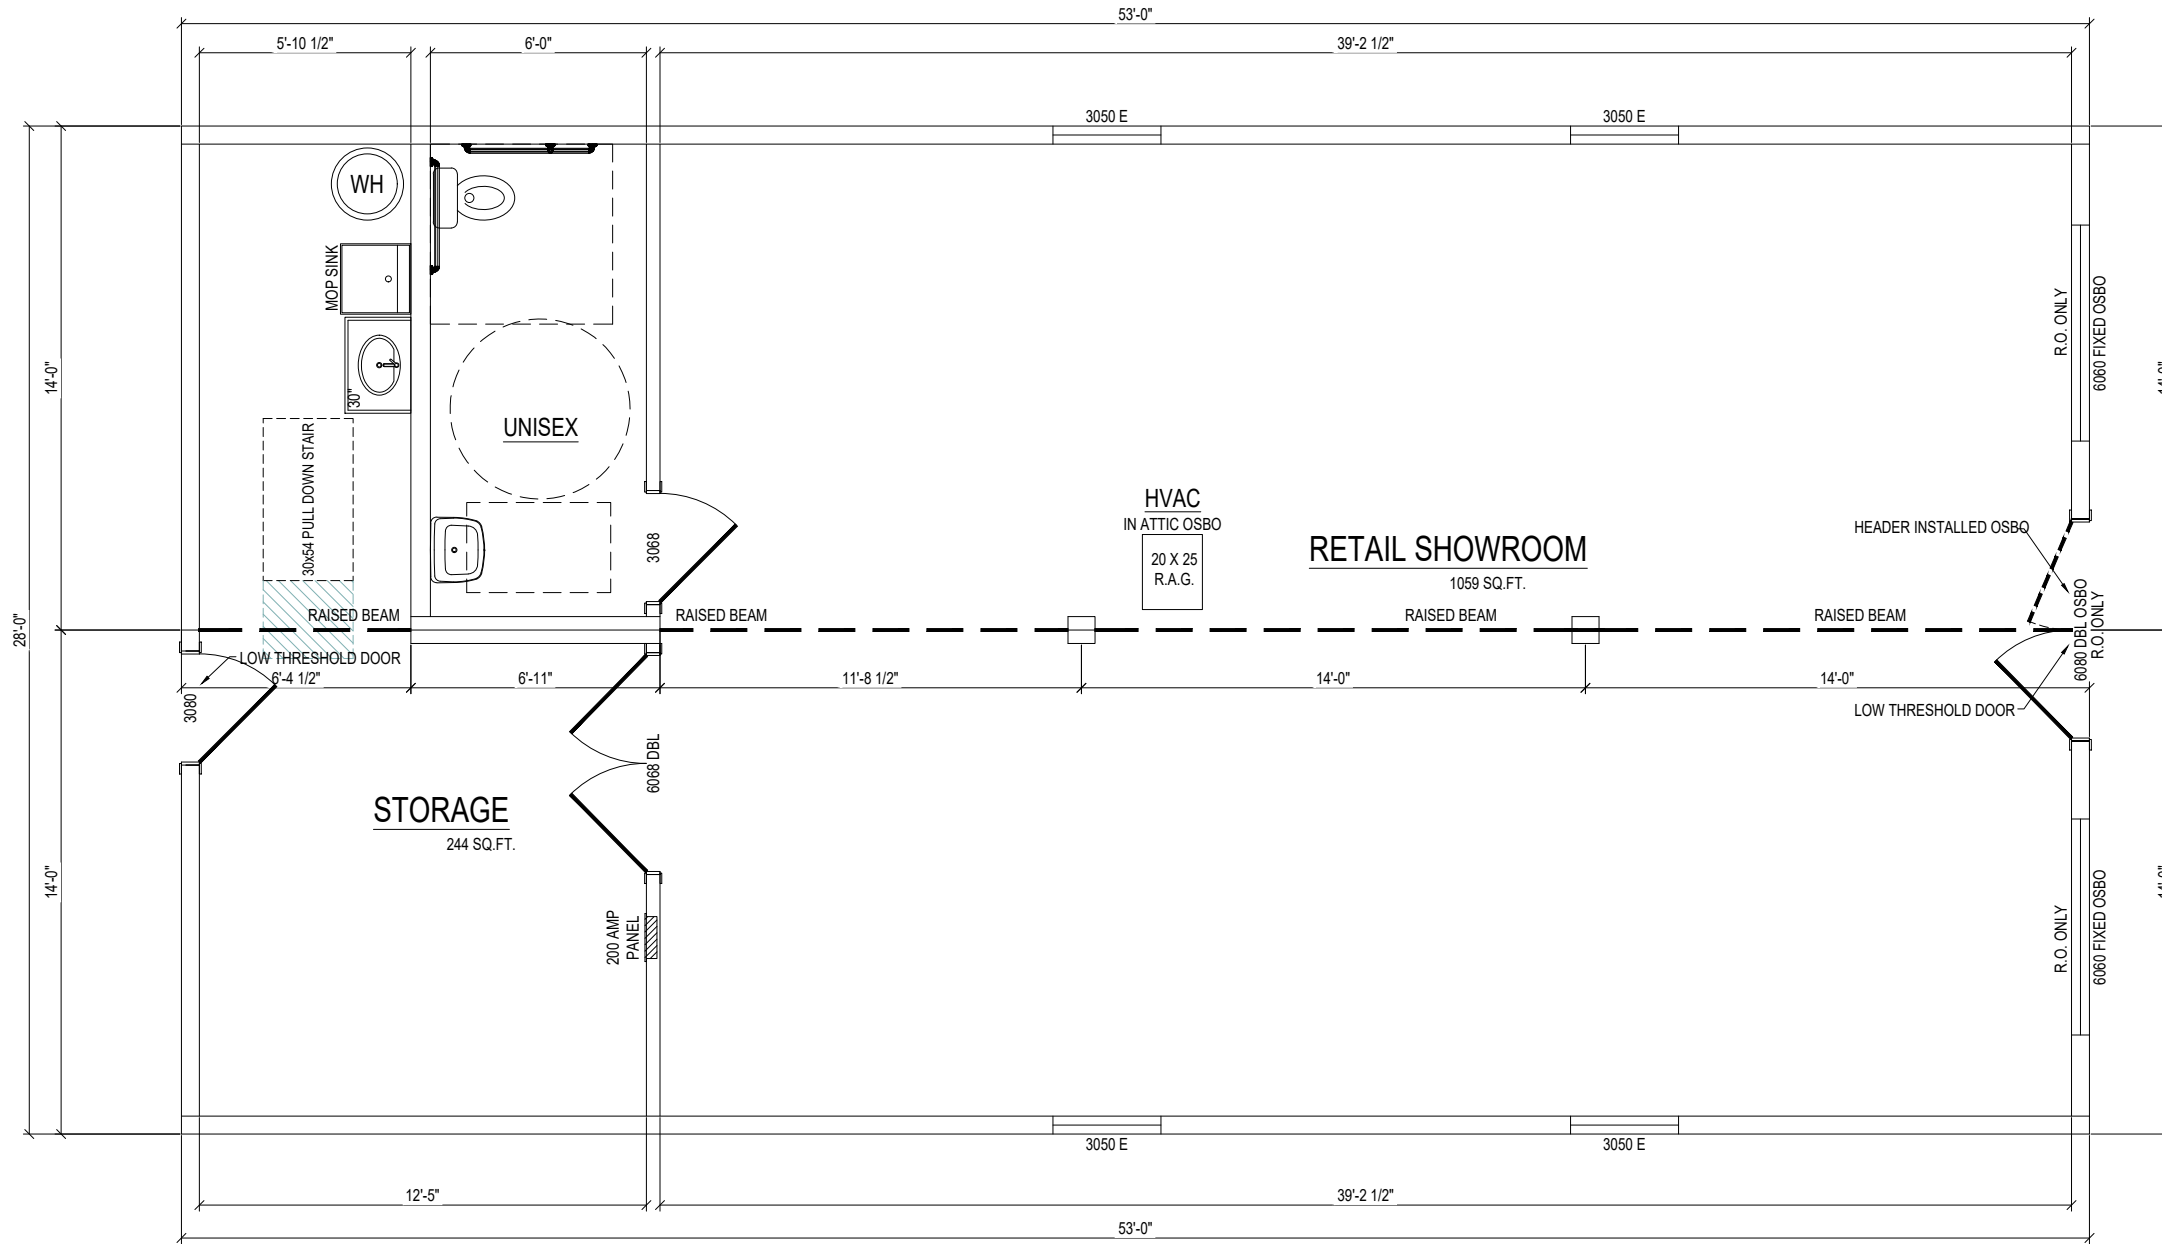 53'-0"
5'-10 1/2"
6'-0"
39'-2 1/2"
3050 E
3050 E
WH
MOP SINK
30"
30x54 PULL DOWN STAIR
UNISEX
3068
14'-0"
28'-0"
HVAC
IN ATTIC OSBO
20 X 25
R.A.G.
RETAIL SHOWROOM
1059 SQ.FT.
R.O. ONLY
6060 FIXED OSBO
14'-0"
HEADER INSTALLED OSBO
6080 DBL OSBO
R.O. ONLY
RAISED BEAM
RAISED BEAM
RAISED BEAM
RAISED BEAM
LOW THRESHOLD DOOR
6'-4 1/2"
6'-11"
11'-8 1/2"
14'-0"
14'-0"
LOW THRESHOLD DOOR
3080
6068 DBL
STORAGE
244 SQ.FT.
14'-0"
200 AMP
PANEL
R.O. ONLY
6060 FIXED OSBO
14'-0"
3050 E
3050 E
12'-5"
39'-2 1/2"
53'-0"